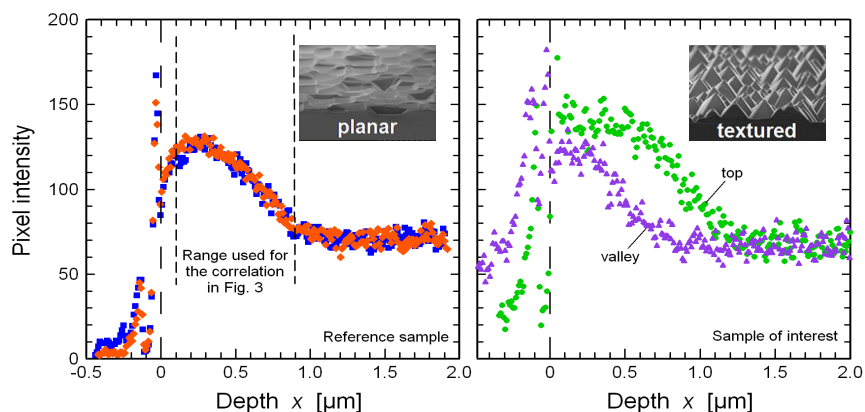 200
150
100
50
0
Pixel intensity
-0.5
0
0.5
1.0
1.5
2.0
Depth x [µm]
planar
Range used for
the correlation
in Fig. 3
Reference sample
textured
top
valley
Sample of interest
0
0.5
1.0
1.5
2.0
Depth x [µm]